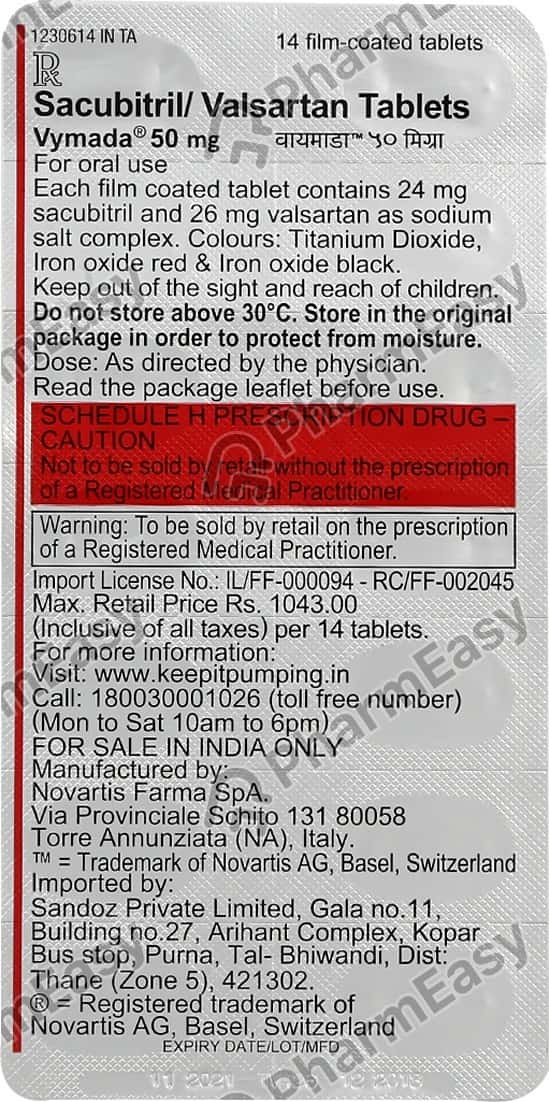 1230614 IN TA
14 film-coated tablets
Rx
Sacubitril/ Valsartan Tablets
Vymada® 50 mg वायमाडा™ ५० मिग्रा
For oral use
Each film coated tablet contains 24 mg
sacubitril and 26 mg valsartan as sodium
salt complex. Colours: Titanium Dioxide,
Iron oxide red & Iron oxide black.
Keep out of the sight and reach of children.
Do not store above 30°C. Store in the original
package in order to protect from moisture.
Dose: As directed by the physician.
Read the package leaflet before use.
SCHEDULE H PRESCRIPTION DRUG –
CAUTION
Not to be sold by retail without the prescription
of a Registered Medical Practitioner.
Warning: To be sold by retail on the prescription
of a Registered Medical Practitioner.
Import License No.: IL/FF-000094 - RC/FF-002045
Max. Retail Price Rs. 1043.00
(Inclusive of all taxes) per 14 tablets.
For more information:
Visit: www.keepitpumping.in
Call: 180030001026 (toll free number)
(Mon to Sat 10am to 6pm)
FOR SALE IN INDIA ONLY
Manufactured by:
Novartis Farma SpA.
Via Provinciale Schito 131 80058
Torre Annunziata (NA), Italy.
™ = Trademark of Novartis AG, Basel, Switzerland
Imported by:
Sandoz Private Limited, Gala no.11,
Building no.27, Arihant Complex, Kopar
Bus stop, Purna, Tal- Bhiwandi, Dist:
Thane (Zone 5), 421302.
® = Registered trademark of
Novartis AG, Basel, Switzerland
EXPIRY DATE/LOT/MFD
11 2021
PharmEasy
PharmEasy
PharmEasy
PharmEasy